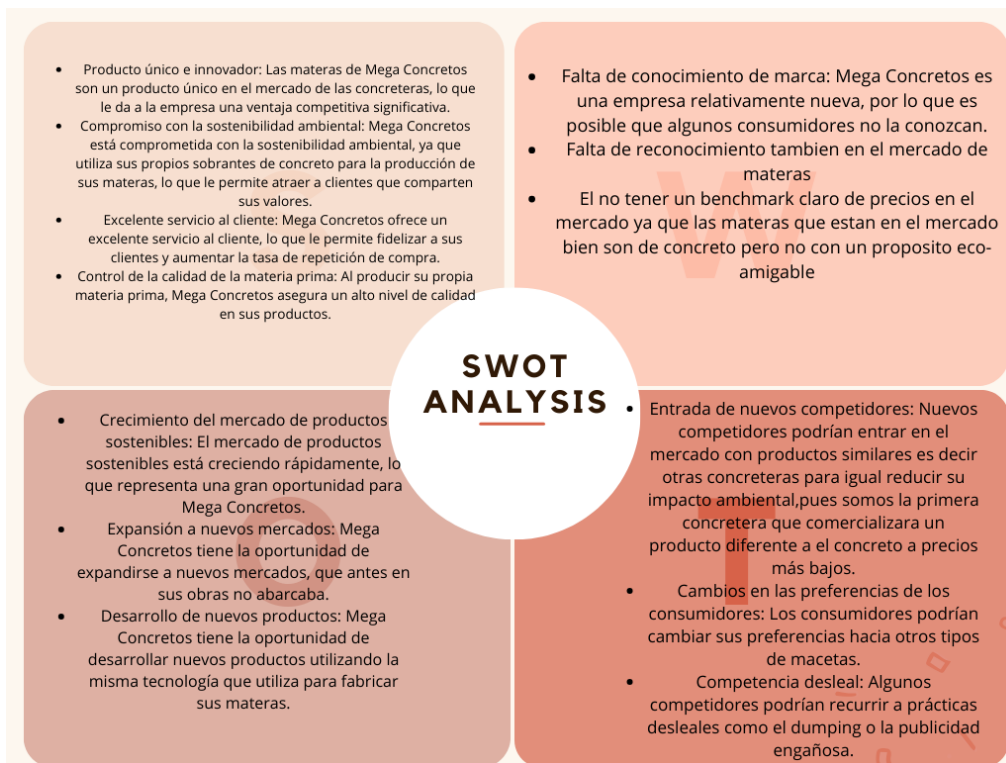 • Producto único e innovador: Las materas de Mega Concretos
son un producto único en el mercado de las concreteras, lo que
le da a la empresa una ventaja competitiva significativa.
• Compromiso con la sostenibilidad ambiental: Mega Concretos
está comprometida con la sostenibilidad ambiental, ya que
utiliza sus propios sobrantes de concreto para la producción de
sus materas, lo que le permite atraer a clientes que comparten
sus valores.
• Excelente servicio al cliente: Mega Concretos ofrece un
excelente servicio al cliente, lo que le permite fidelizar a sus
clientes y aumentar la tasa de repetición de compra.
• Control de la calidad de la materia prima: Al producir su propia
materia prima, Mega Concretos asegura un alto nivel de calidad
en sus productos.
• Falta de conocimiento de marca: Mega Concretos es
una empresa relativamente nueva, por lo que es
posible que algunos consumidores no la conozcan.
• Falta de reconocimiento tambien en el mercado de
materas
• El no tener un benchmark claro de precios en el
mercado ya que las materas que estan en el mercado
bien son de concreto pero no con un proposito eco-
amigable
W
SWOT
ANALYSIS
• Crecimiento del mercado de productos
sostenibles: El mercado de productos
sostenibles está creciendo rápidamente, lo
que representa una gran oportunidad para
Mega Concretos.
• Expansión a nuevos mercados: Mega
Concretos tiene la oportunidad de
expandirse a nuevos mercados, que antes en
sus obras no abarcaba.
• Desarrollo de nuevos productos: Mega
Concretos tiene la oportunidad de
desarrollar nuevos productos utilizando la
misma tecnología que utiliza para fabricar
sus materas.
O
• Entrada de nuevos competidores: Nuevos
competidores podrían entrar en el
mercado con productos similares es decir
otras concreteras para igual reducir su
impacto ambiental,pues somos la primera
concretera que comercializara un
producto diferente a el concreto a precios
más bajos.
• Cambios en las preferencias de los
consumidores: Los consumidores podrían
cambiar sus preferencias hacia otros tipos
de macetas.
• Competencia desleal: Algunos
competidores podrían recurrir a prácticas
desleales como el dumping o la publicidad
engañosa.
T